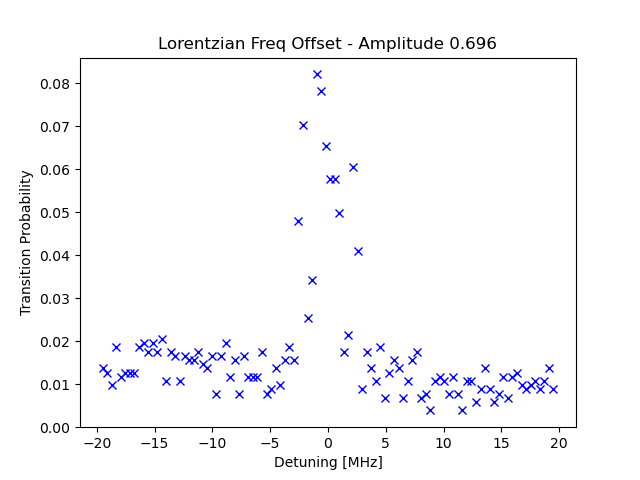 Lorentzian Freq Offset - Amplitude 0.696
0.08
0.07
0.06
0.05
0.04
0.03
0.02
0.01
0.00
Transition Probability
−20 −15 −10 −5 0 5 10 15 20
Detuning [MHz]